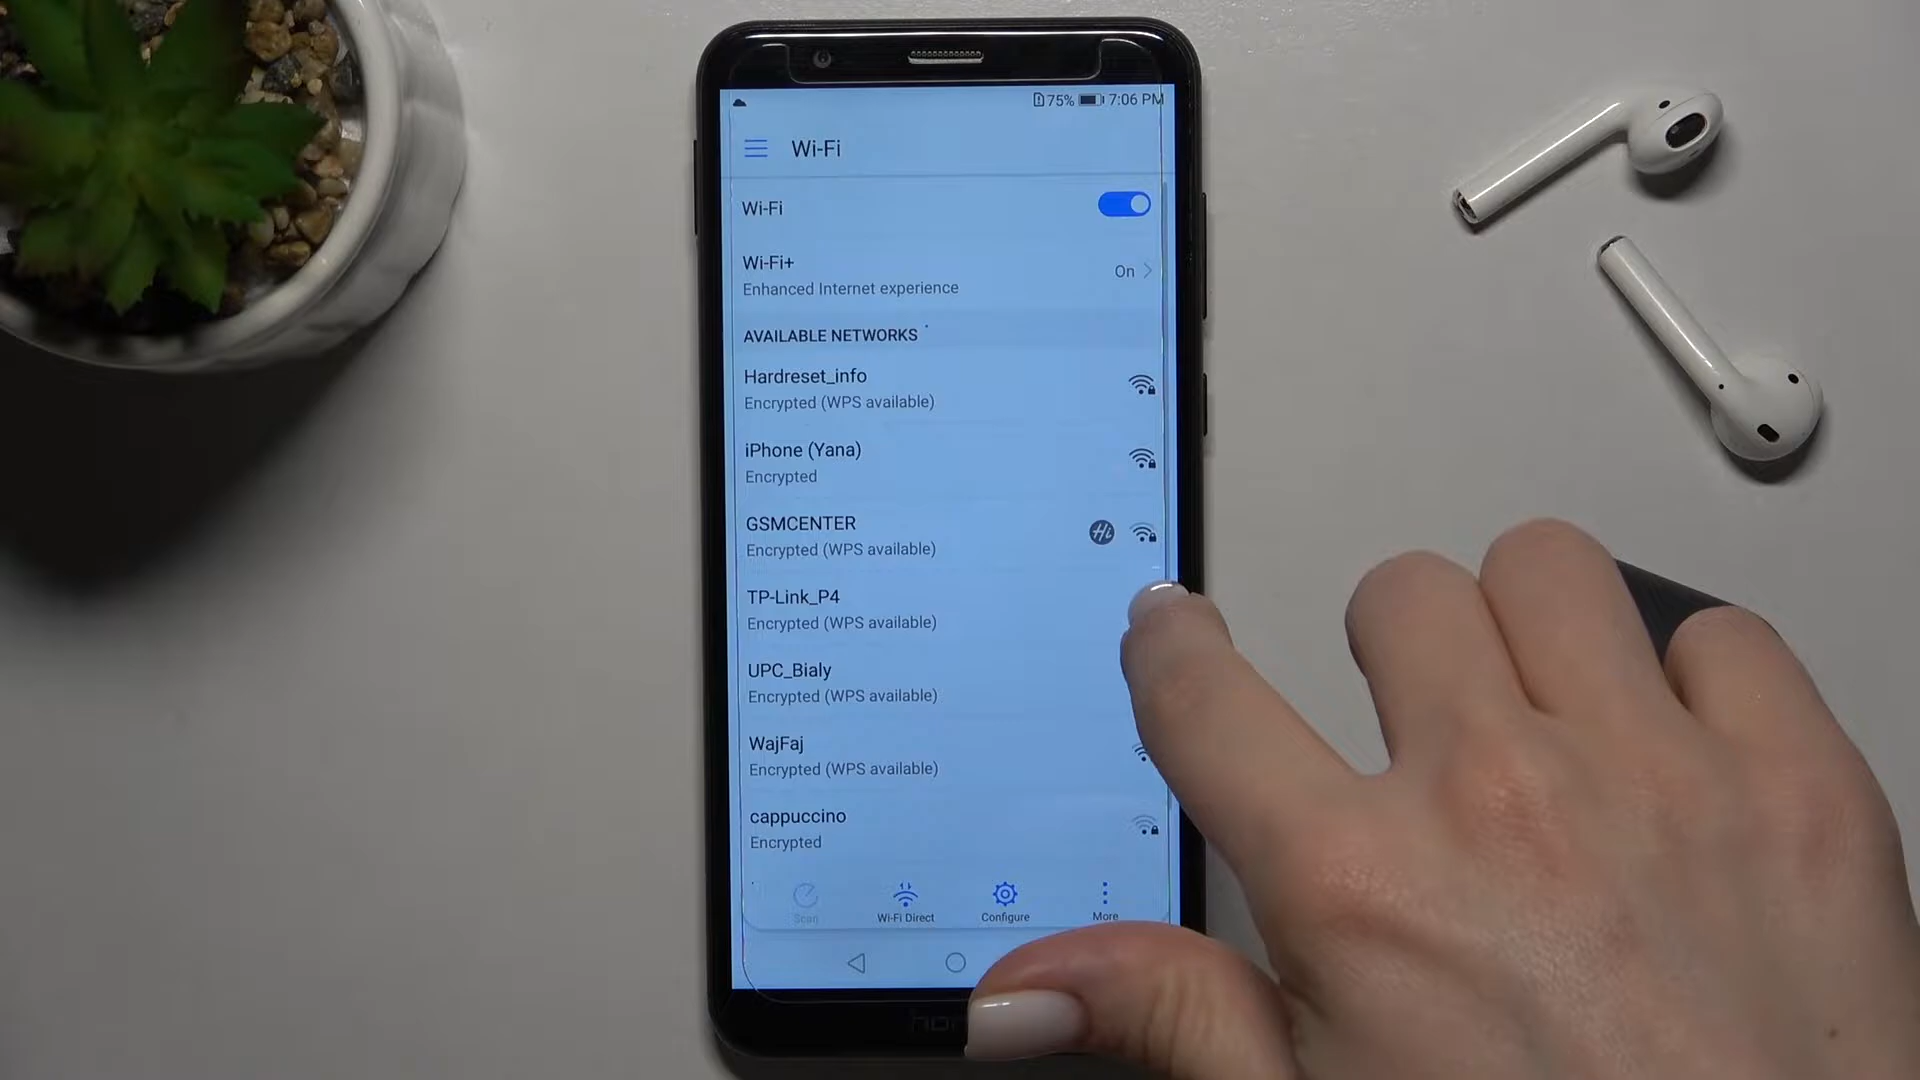 75% 7:06 PM
Wi-Fi
Wi-Fi
Wi-Fi+
On
Enhanced Internet experience
AVAILABLE NETWORKS
Hardreset_info
Encrypted (WPS available)
iPhone (Yana)
Encrypted
GSMCENTER
Hi
Encrypted (WPS available)
TP-Link_P4
Encrypted (WPS available)
UPC_Bialy
Encrypted (WPS available)
WajFaj
Encrypted (WPS available)
cappuccino
Encrypted
Scan Wi-Fi Direct Configure More